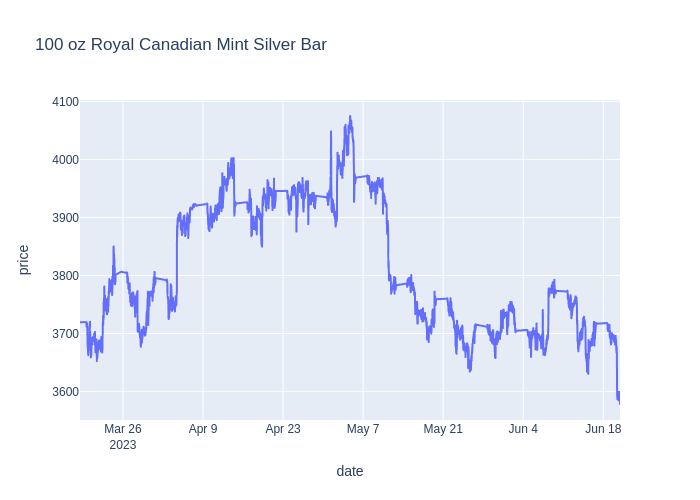 100 oz Royal Canadian Mint Silver Bar
4100
4000
3900
3800
3700
3600
price
Mar 26 Apr 9 Apr 23 May 7 May 21 Jun 4 Jun 18
2023
date